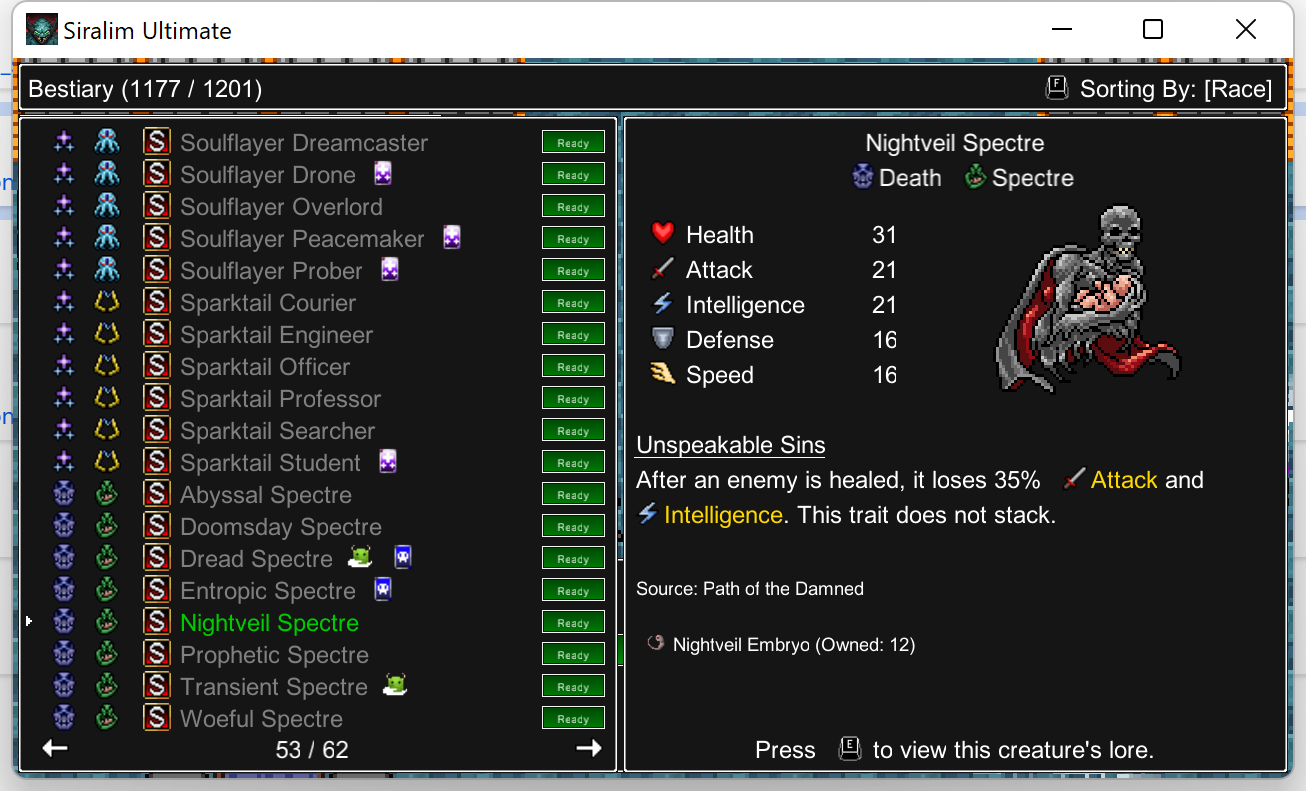 Siralim Ultimate
Bestiary (1177 / 1201)
F
Sorting By: [Race]
S Soulflayer Dreamcaster Ready
S Soulflayer Drone Ready
S Soulflayer Overlord Ready
S Soulflayer Peacemaker Ready
S Soulflayer Prober Ready
S Sparktail Courier Ready
S Sparktail Engineer Ready
S Sparktail Officer Ready
S Sparktail Professor Ready
S Sparktail Searcher Ready
S Sparktail Student Ready
S Abyssal Spectre Ready
S Doomsday Spectre Ready
S Dread Spectre Ready
S Entropic Spectre Ready
S Nightveil Spectre Ready
S Prophetic Spectre Ready
S Transient Spectre Ready
S Woeful Spectre Ready
53 / 62
Nightveil Spectre
Death Spectre
Health 31
Attack 21
Intelligence 21
Defense 16
Speed 16
Unspeakable Sins
After an enemy is healed, it loses 35% Attack and
Intelligence. This trait does not stack.
Source: Path of the Damned
Nightveil Embryo (Owned: 12)
Press E to view this creature's lore.